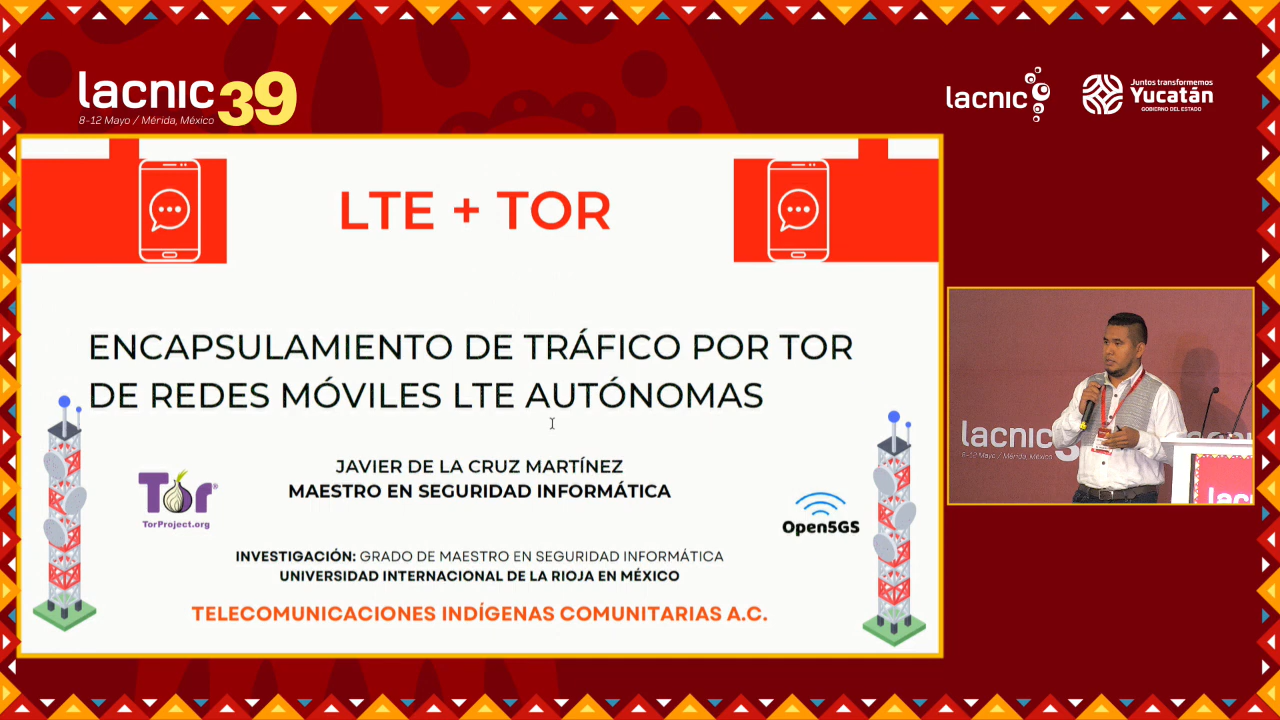 lacnic 39
8-12 Mayo / Mérida, México
lacnic
Juntos transformemos
Yucatán
GOBIERNO DEL ESTADO
LTE + TOR
ENCAPSULAMIENTO DE TRÁFICO POR TOR
DE REDES MÓVILES LTE AUTÓNOMAS
JAVIER DE LA CRUZ MARTÍNEZ
MAESTRO EN SEGURIDAD INFORMÁTICA
Tor
TorProject.org
Open5GS
INVESTIGACIÓN: GRADO DE MAESTRO EN SEGURIDAD INFORMÁTICA
UNIVERSIDAD INTERNACIONAL DE LA RIOJA EN MÉXICO
TELECOMUNICACIONES INDÍGENAS COMUNITARIAS A.C.
lacnic
8-12 Mayo / Mérida, México